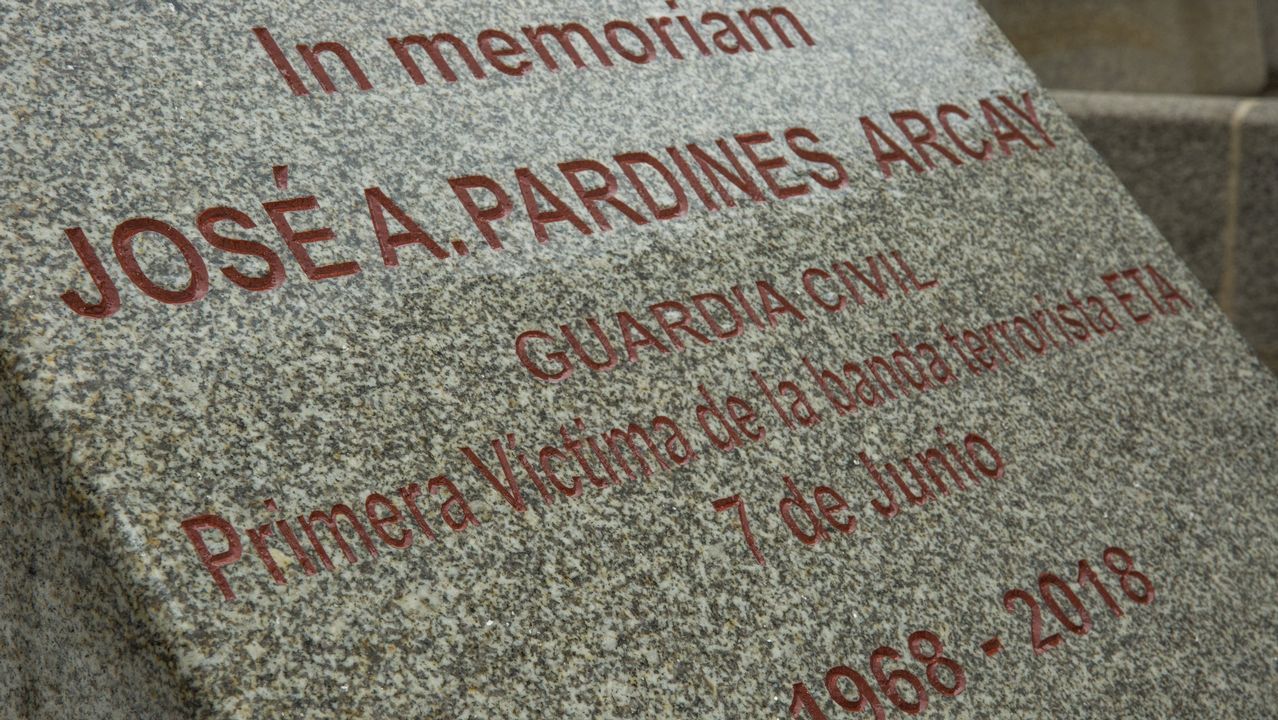 In memoriam
JOSÉ A. PARDINES ARCAY
GUARDIA CIVIL
Primera Víctima de la banda terrorista ETA
7 de Junio
1968 - 2018